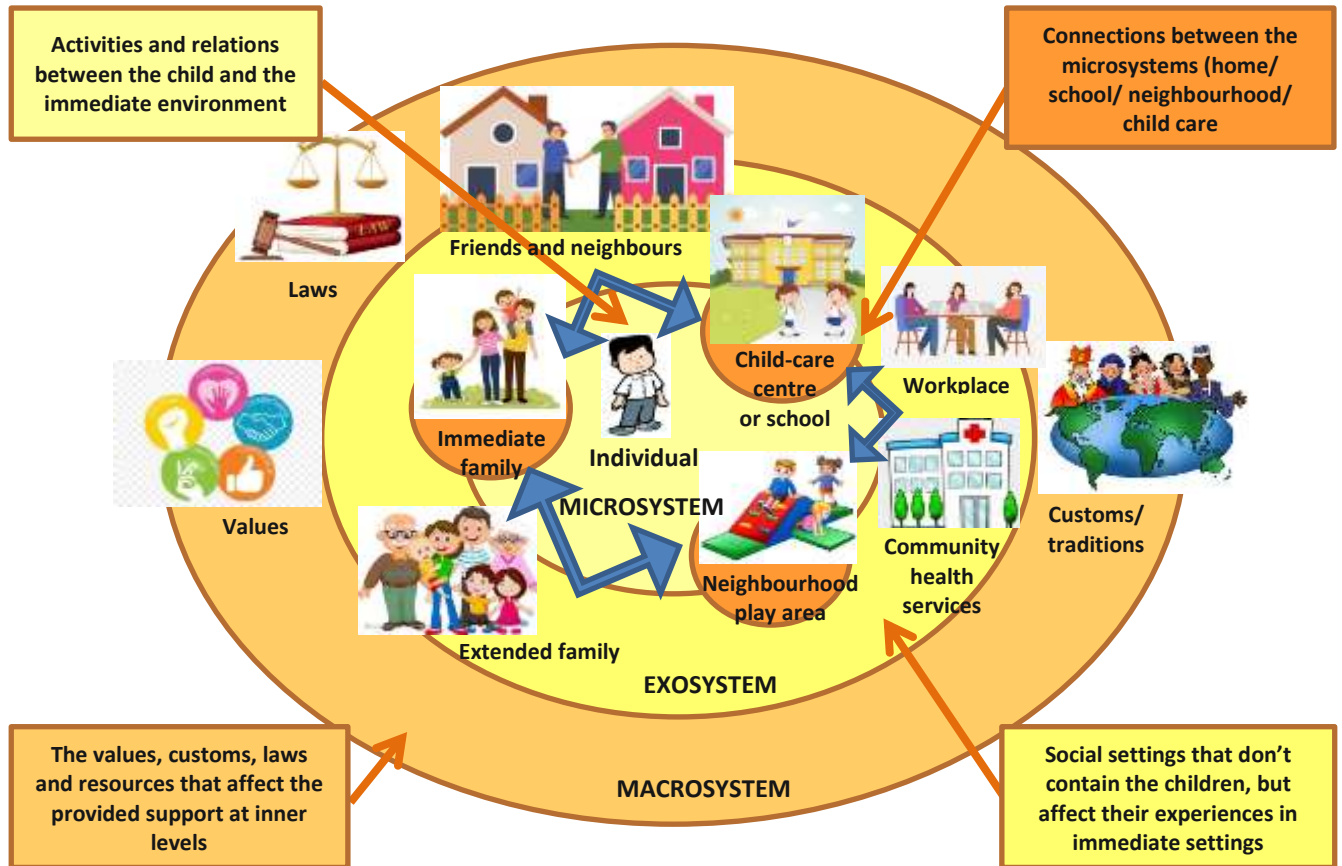 Activities and relations
between the child and the
immediate environment
Connections between the
microsystems (home/
school/ neighbourhood/
child care
LAW
Friends and neighbours
Laws
Child-care
centre
or school
Workplace
Immediate
family
Individual
MICROSYSTEM
Values
Customs/
traditions
Community
health
services
Neighbourhood
play area
Extended family
EXOSYSTEM
MACROSYSTEM
The values, customs, laws
and resources that affect the
provided support at inner
levels
Social settings that don’t
contain the children, but
affect their experiences in
immediate settings